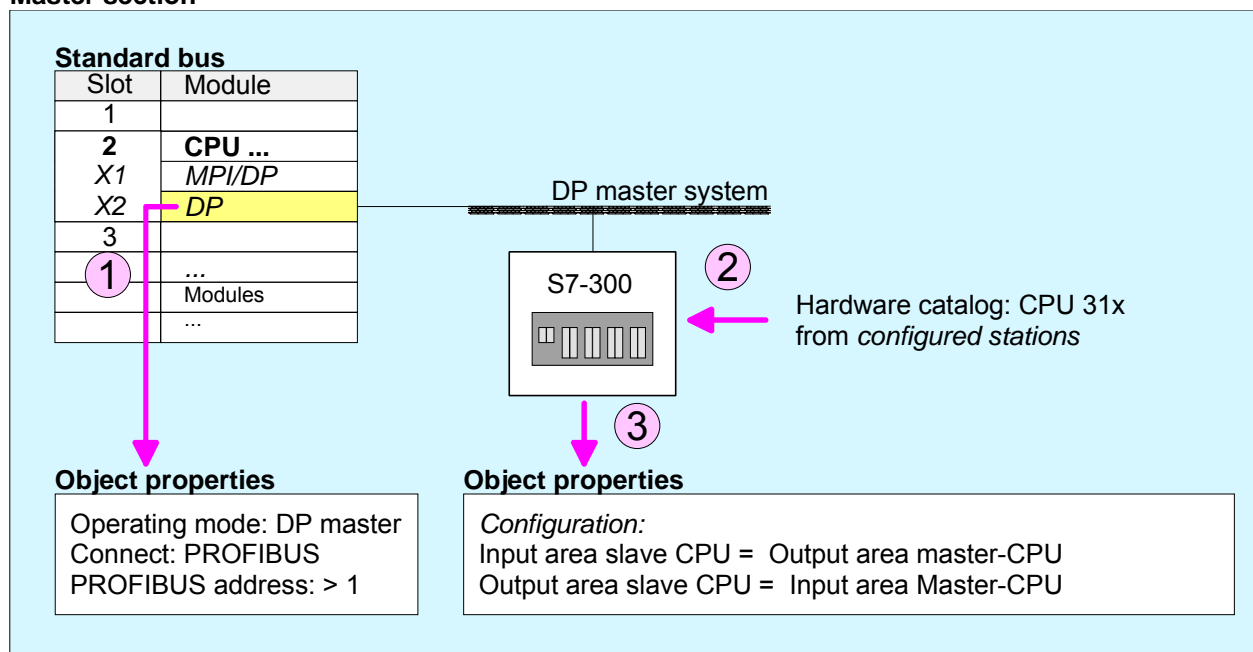 Master section
Standard bus
Slot Module
1
2 CPU ...
X1 MPI/DP
X2 DP
3
1 ...
Modules
...
DP master system
S7-300
2
Hardware catalog: CPU 31x
from configured stations
3
Object properties
Operating mode: DP master
Connect: PROFIBUS
PROFIBUS address: > 1
Object properties
Configuration:
Input area slave CPU = Output area master-CPU
Output area slave CPU = Input area Master-CPU